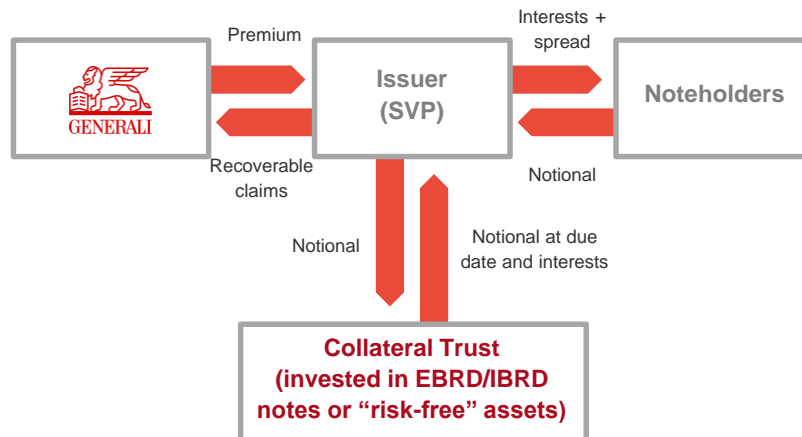 Premium
Interests +
spread
GENERALI
Issuer
(SVP)
Noteholders
Recoverable
claims
Notional
Notional
Notional at due
date and interests
Collateral Trust
(invested in EBRD/IBRD
notes or “risk-free” assets)